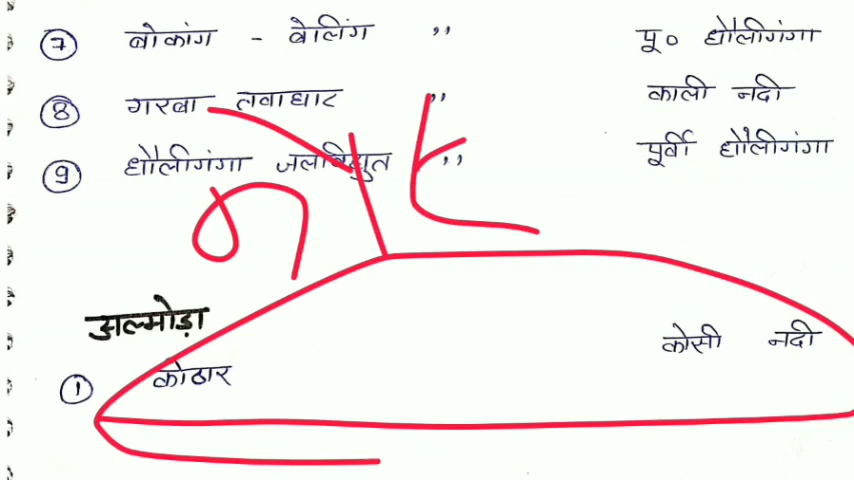 ⑦ बोकांग - बेलिंग ,, पू० धौलीगंगा
⑧ गरबा तवाघाट ,, काली नदी
⑨ धौलीगंगा जलविद्युत ,, पूर्वी धौलीगंगा
अल्मोड़ा
① कोठार कोसी नदी